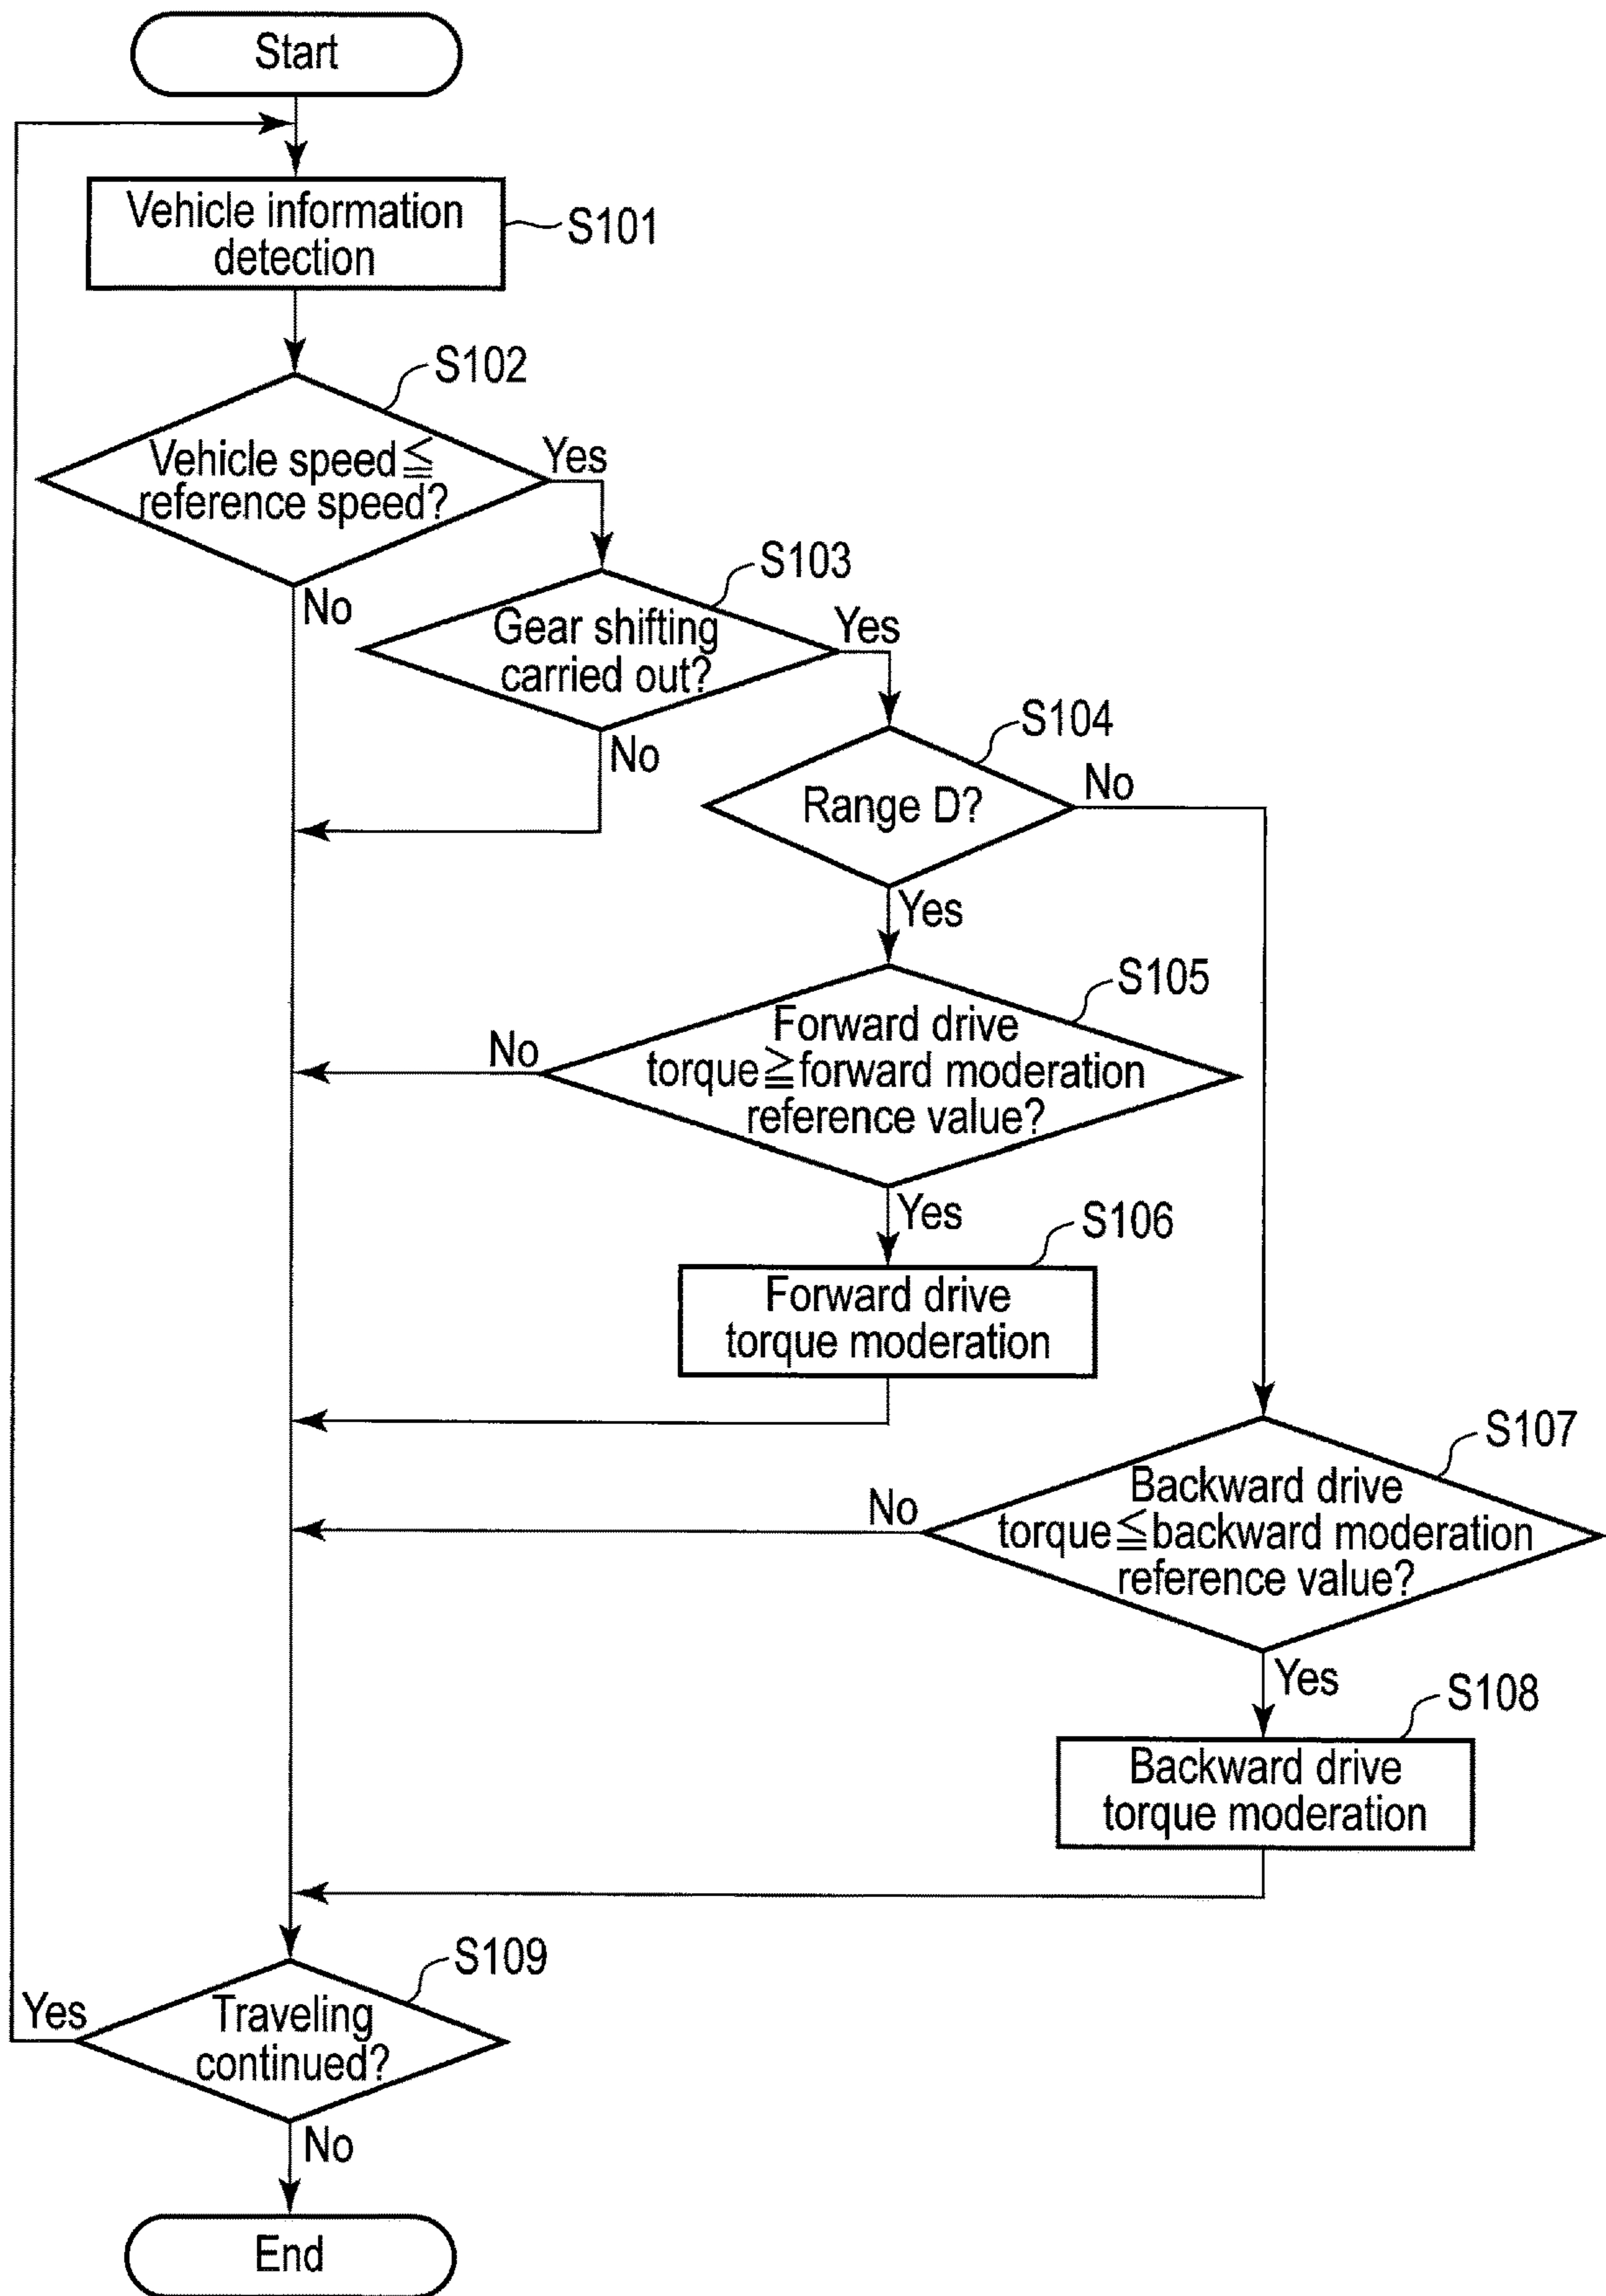 Start
Vehicle information
detection
S101
S102
Vehicle speed≦
reference speed?
Yes
No
S103
Gear shifting
carried out?
Yes
No
S104
Range D?
No
Yes
S105
Forward drive
torque≧forward moderation
reference value?
No
Yes
S106
Forward drive
torque moderation
S107
Backward drive
torque≦backward moderation
reference value?
No
Yes
S108
Backward drive
torque moderation
S109
Traveling
continued?
Yes
No
End